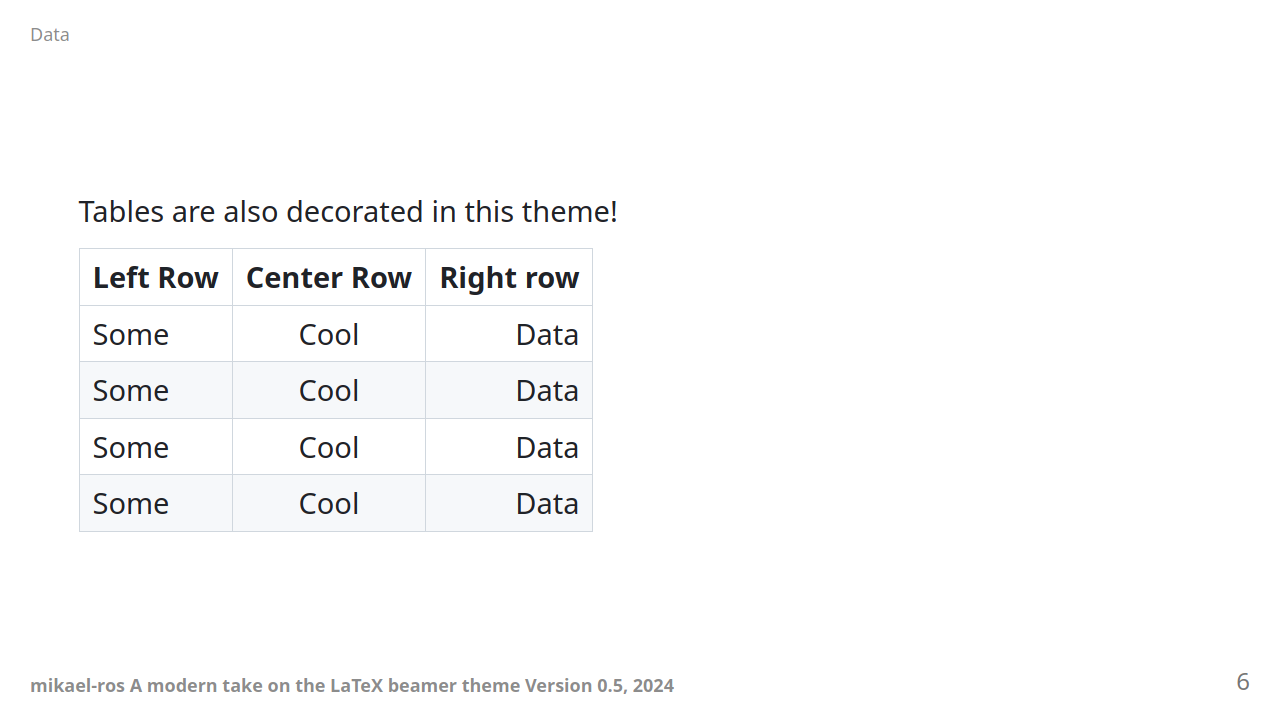 Data
Tables are also decorated in this theme!
Left Row Center Row Right row
Some Cool Data
Some Cool Data
Some Cool Data
Some Cool Data
mikael-ros A modern take on the LaTeX beamer theme Version 0.5, 2024
6